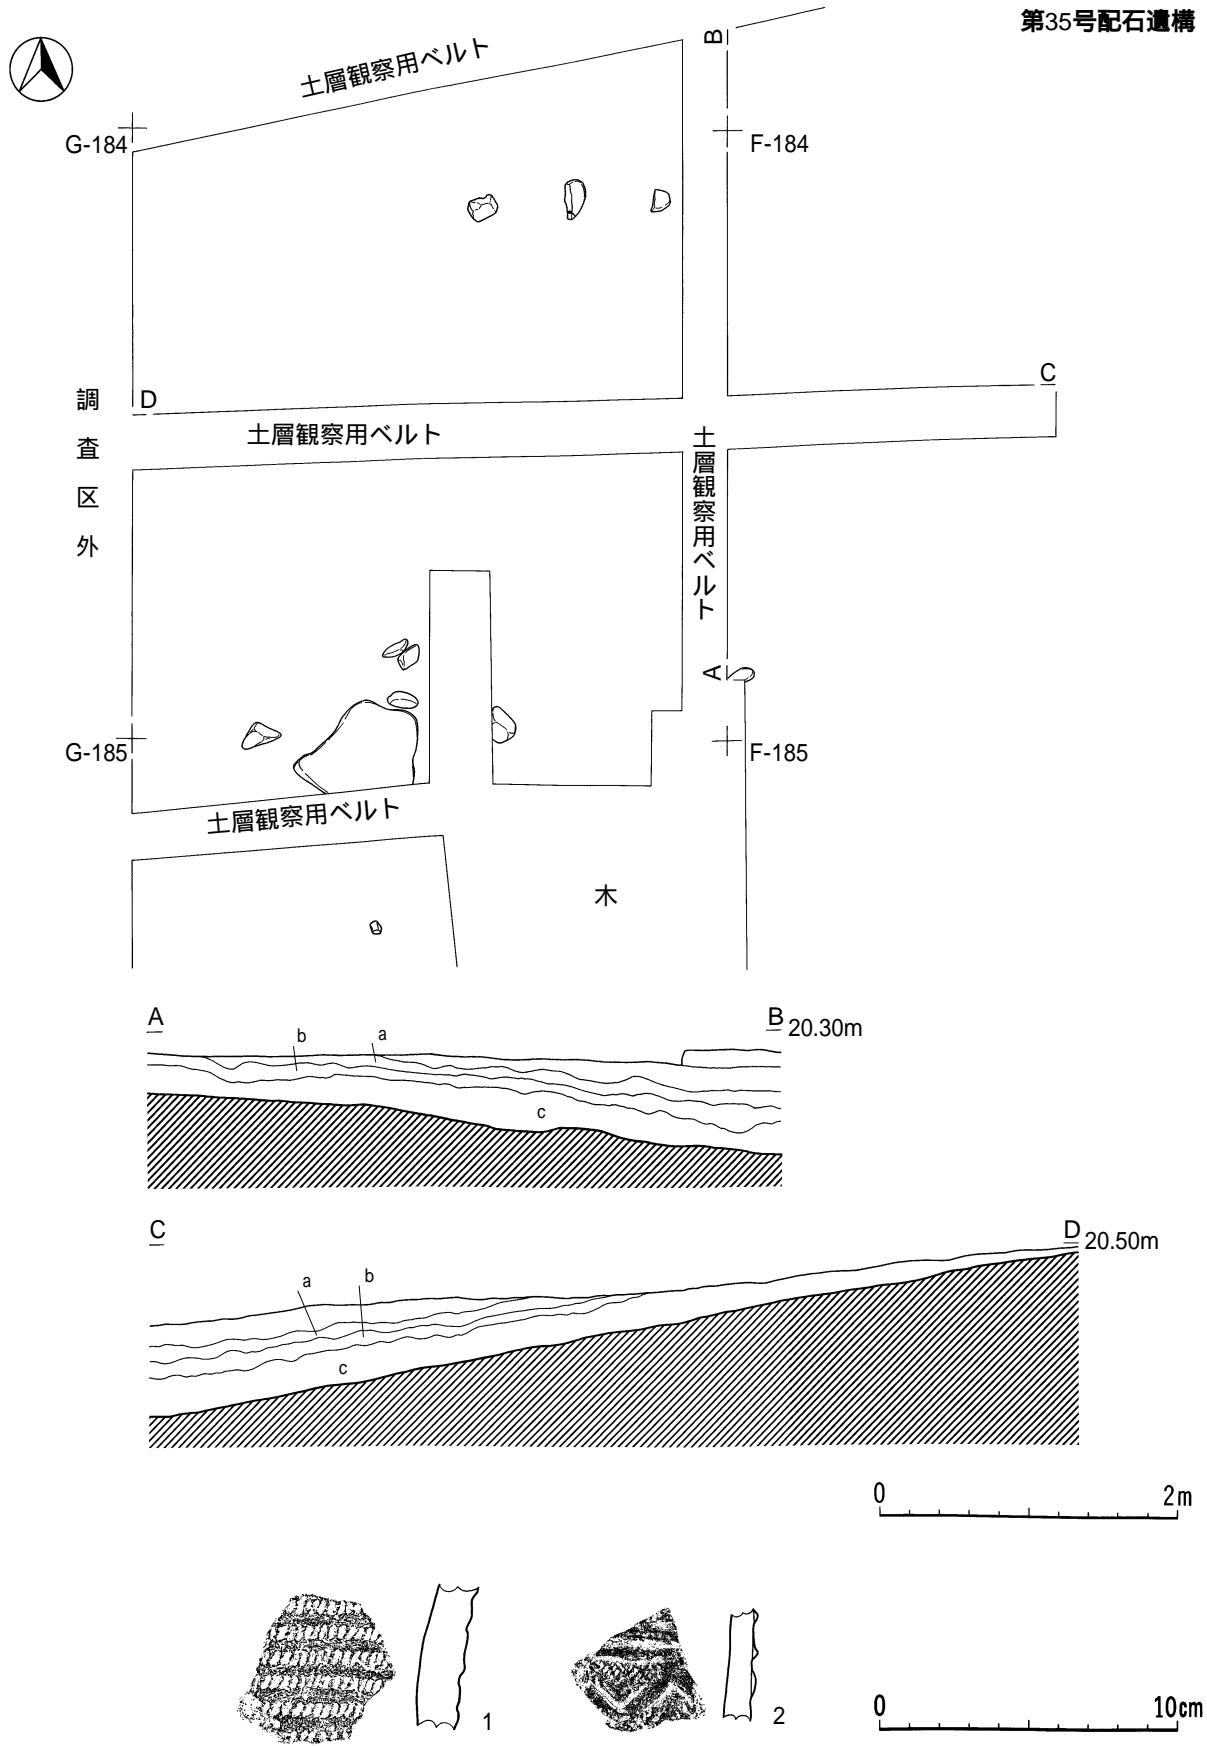 第35号配石遺構
土層観察用ベルト
B
G-184
F-184
C
D
調査区外
土層観察用ベルト
土層観察用ベルト
A
G-185
F-185
土層観察用ベルト
木
A
B 20.30m
b
a
c
C
D 20.50m
a
b
c
0 2m
1
2
0 10cm